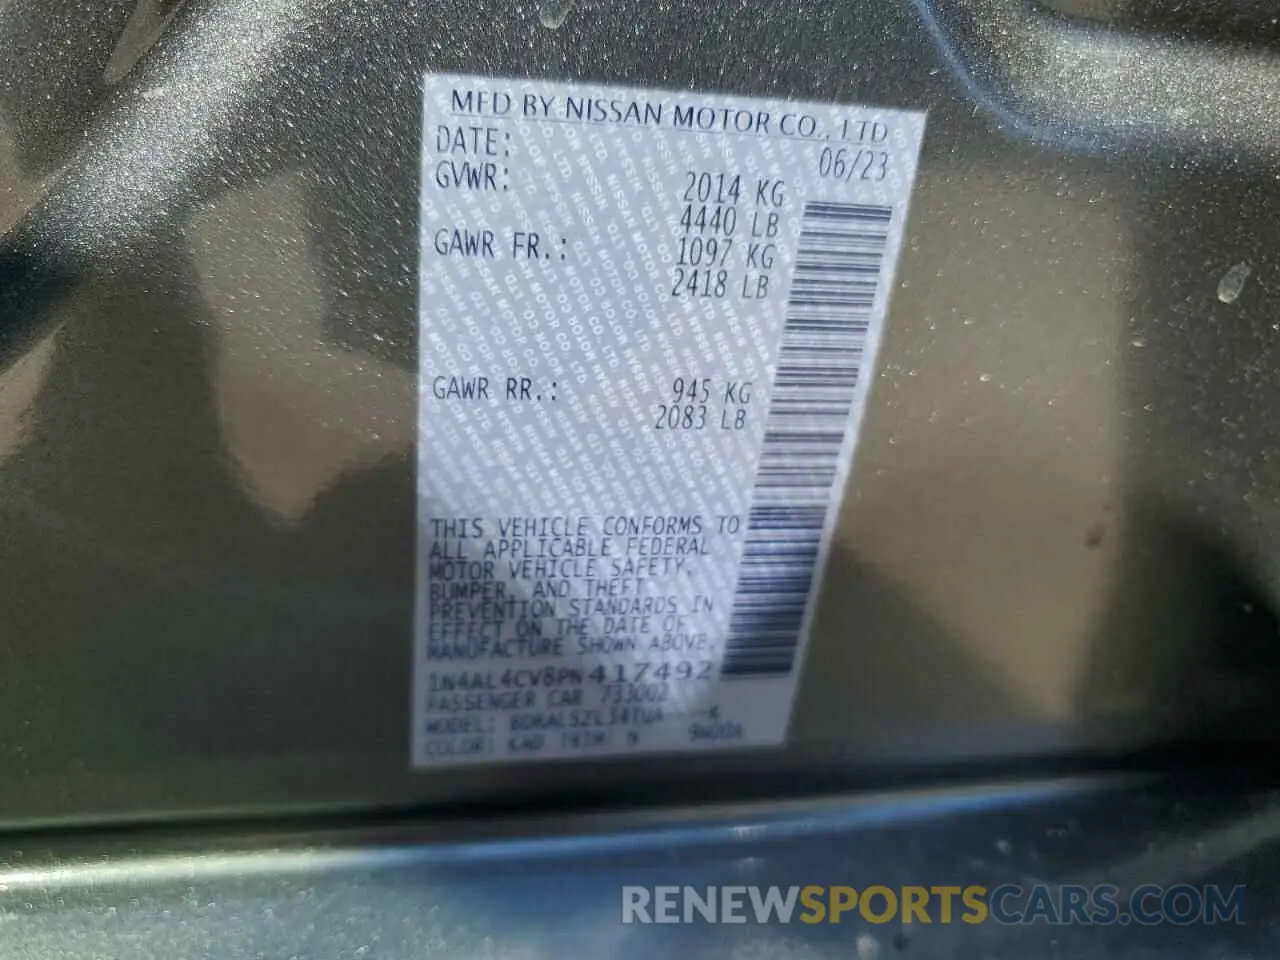 MFD BY NISSAN MOTOR CO., LTD
DATE: 06/23
GVWR: 2014 KG
4440 LB
GAWR FR.: 1097 KG
2418 LB
GAWR RR.: 945 KG
2083 LB
THIS VEHICLE CONFORMS TO
ALL APPLICABLE FEDERAL
MOTOR VEHICLE SAFETY,
BUMPER, AND THEFT
PREVENTION STANDARDS IN
EFFECT ON THE DATE OF
MANUFACTURE SHOWN ABOVE.
1N4AL4CV8PN417492
PASSENGER CAR 733002
MODEL:
COLOR: KAD TRIM
RENEWSPORTSCARS.COM